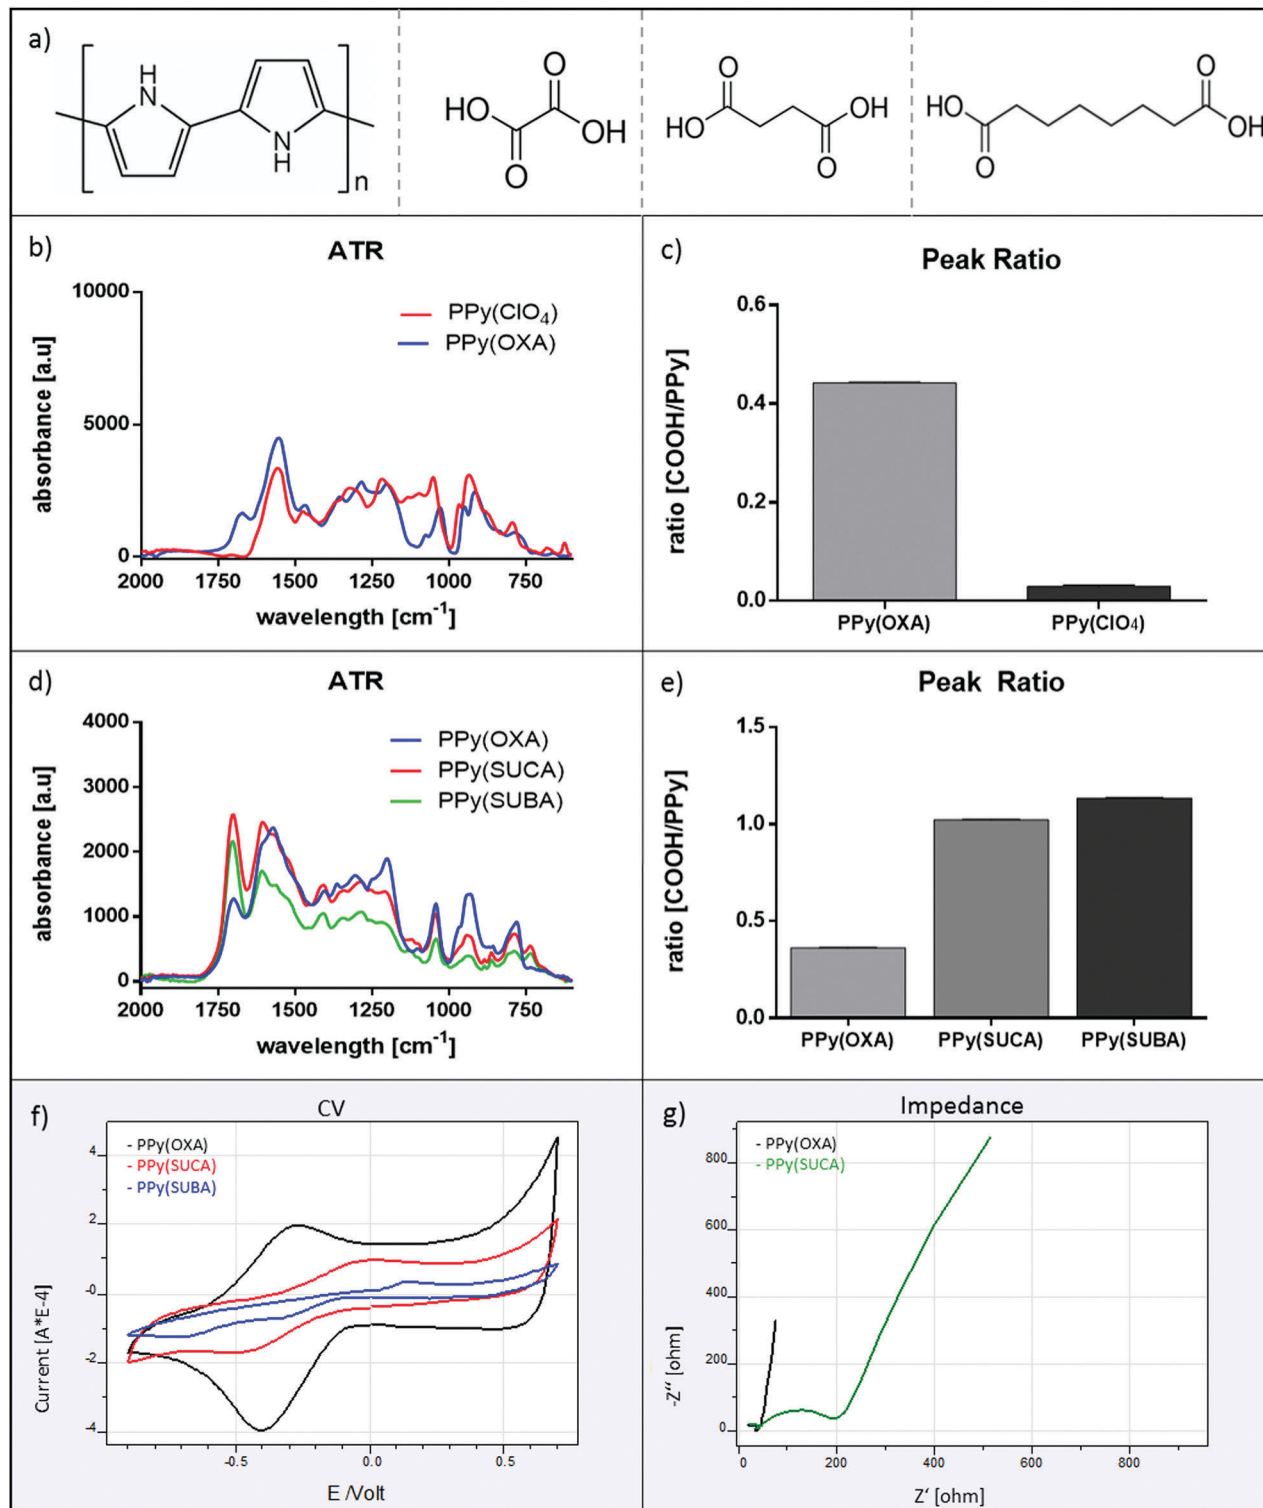 a)
H
N
N
H
n
O
HO
OH
O
O
HO
OH
O
HO
O
O
OH
b)
ATR
10000
5000
0
absorbance [a.u]
PPy(ClO4)
PPy(OXA)
2000 1750 1500 1250 1000 750
wavelength [cm-1]
c)
Peak Ratio
0.6
0.4
0.2
0.0
ratio [COOH/PPy]
PPy(OXA) PPy(ClO4)
d)
ATR
4000
3000
2000
1000
0
absorbance [a.u]
PPy(OXA)
PPy(SUCA)
PPy(SUBA)
2000 1750 1500 1250 1000 750
wavelength [cm-1]
e)
Peak Ratio
1.5
1.0
0.5
0.0
ratio [COOH/PPy]
PPy(OXA) PPy(SUCA) PPy(SUBA)
f)
CV
- PPy(OXA)
- PPy(SUCA)
- PPy(SUBA)
4
2
-0
-2
-4
Current [A*E-4]
-0.5 0.0 0.5
E /Volt
g)
Impedance
- PPy(OXA)
- PPy(SUCA)
800
600
400
200
0
-Z‘‘ [ohm]
0 200 400 600 800
Z‘ [ohm]